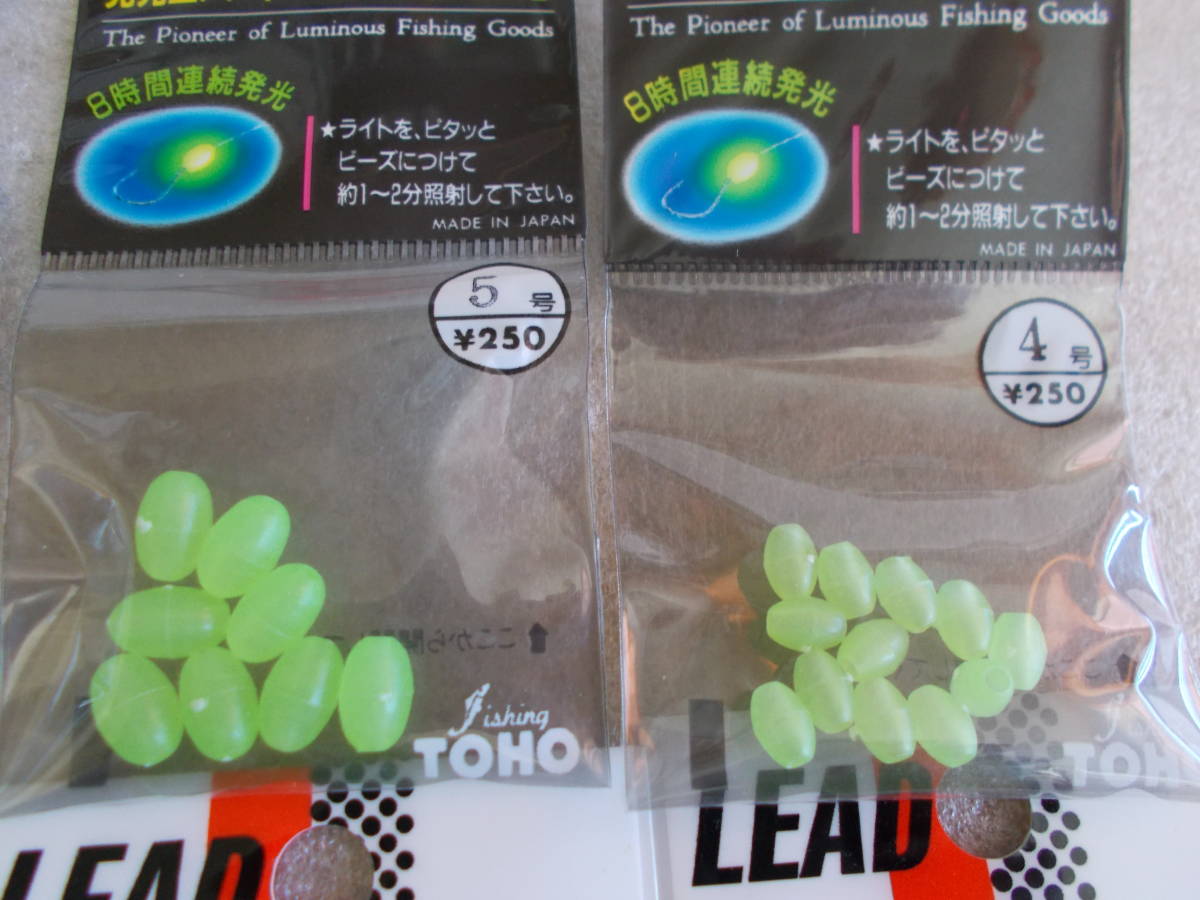 The Pioneer of Luminous Fishing Goods
8時間連続発光
★ライトを、ピタッと
ビーズにつけて
約1~2分照射して下さい。
MADE IN JAPAN
5号
¥250
fishing
TOHO
LEAD
The Pioneer of Luminous Fishing Goods
8時間連続発光
★ライトを、ピタッと
ビーズにつけて
約1~2分照射して下さい。
MADE IN JAPAN
4号
¥250
TOH
LEAD